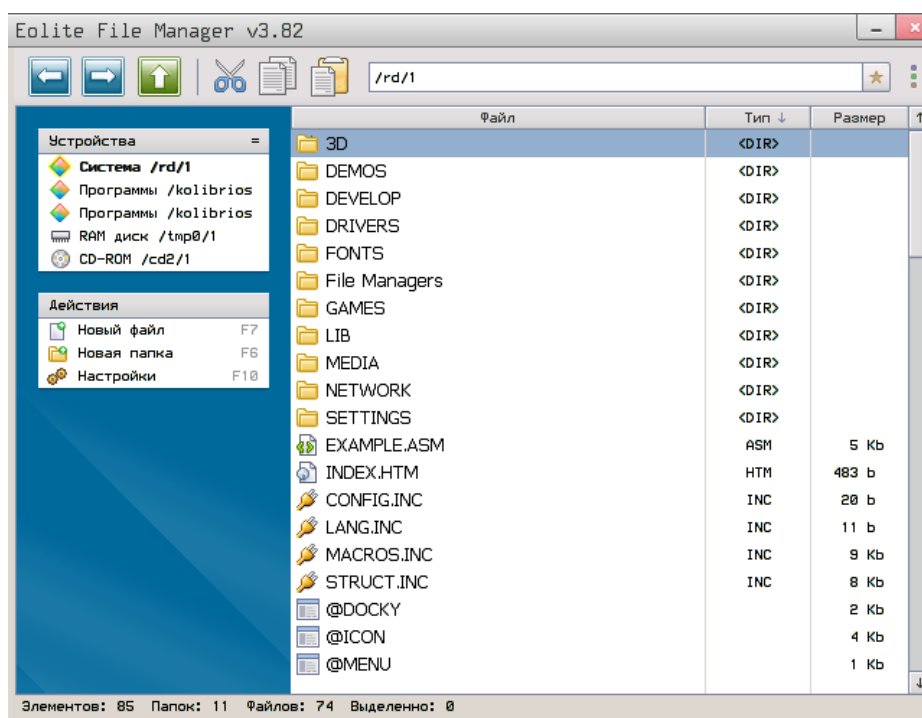 Eolite File Manager v3.82
/rd/1
Файл Тип ↓ Размер
Устройства =
Система /rd/1
Программы /kolibrios
Программы /kolibrios
RAM диск /tmp0/1
CD-ROM /cd2/1
Действия
Новый файл F7
Новая папка F6
Настройки F10
3D <DIR>
DEMOS <DIR>
DEVELOP <DIR>
DRIVERS <DIR>
FONTS <DIR>
File Managers <DIR>
GAMES <DIR>
LIB <DIR>
MEDIA <DIR>
NETWORK <DIR>
SETTINGS <DIR>
EXAMPLE.ASM ASM 5 Kb
INDEX.HTM HTM 483 b
CONFIG.INC INC 20 b
LANG.INC INC 11 b
MACROS.INC INC 9 Kb
STRUCT.INC INC 8 Kb
@DOCKY 2 Kb
@ICON 4 Kb
@MENU 1 Kb
Элементов: 85 Папок: 11 Файлов: 74 Выделенно: 0